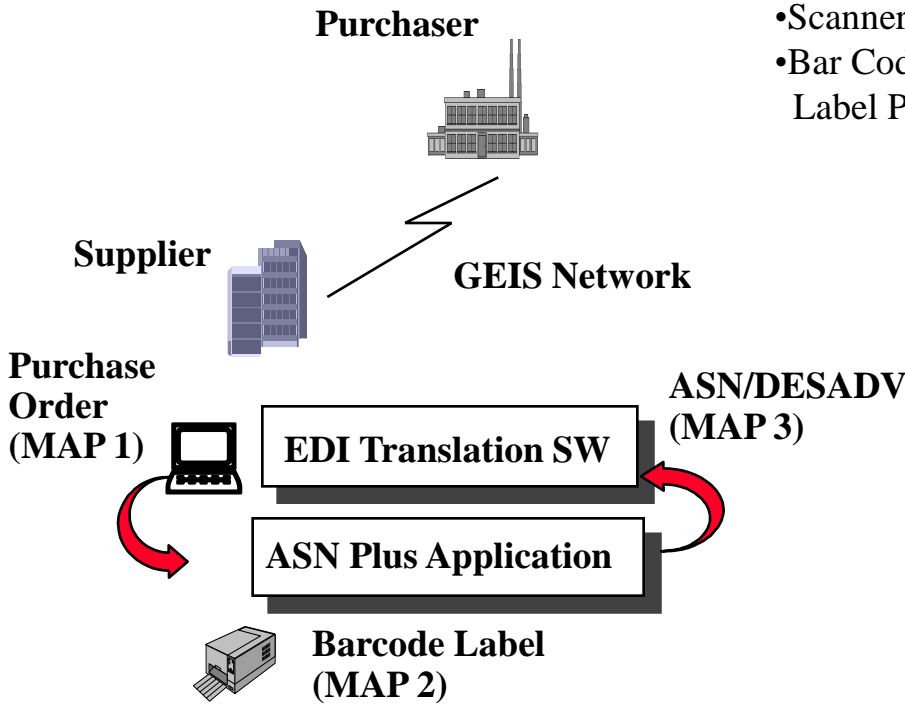 Purchaser
•Scanner
•Bar Cod
Label P
Supplier
GEIS Network
Purchase
Order
(MAP 1)
ASN/DESADV
(MAP 3)
EDI Translation SW
ASN Plus Application
Barcode Label
(MAP 2)